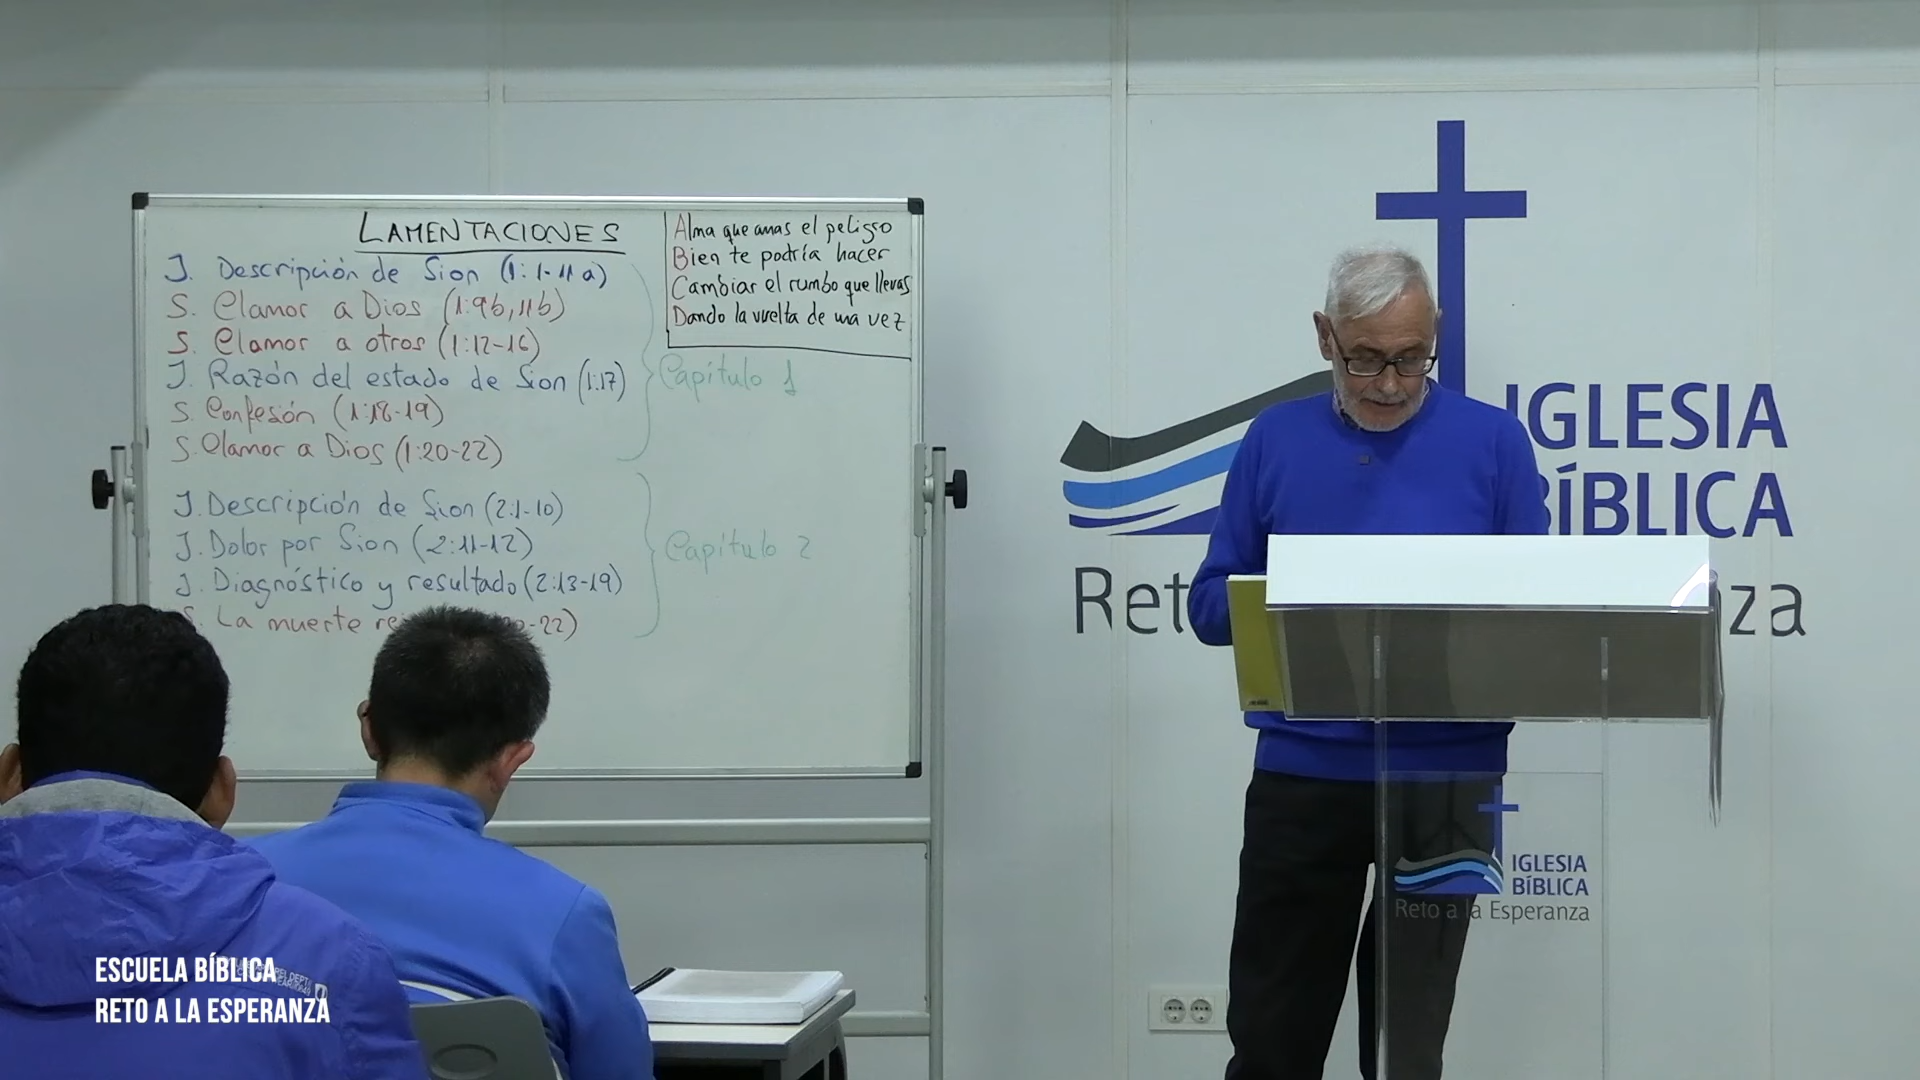 LAMENTACIONES
J. Descripción de Sion (1:1-11a)
S. Clamor a Dios (1:9b,11b)
S. Clamor a otros (1:12-16)
J. Razón del estado de Sion (1:17)
S. Confesión (1:18-19)
S. Clamor a Dios (1:20-22)
Capítulo 1
J. Descripción de Sion (2:1-10)
J. Dolor por Sion (2:11-12)
J. Diagnóstico y resultado (2:13-19)
S. La muerte re 20-22)
Capítulo 2
Alma que amas el peligro
Bien te podría hacer
Cambiar el rumbo que llevas
Dando la vuelta de una vez
IGLESIA
BÍBLICA
Ret nza
IGLESIA
BÍBLICA
Reto a la Esperanza
ESCUELA BÍBLICA
RETO A LA ESPERANZA